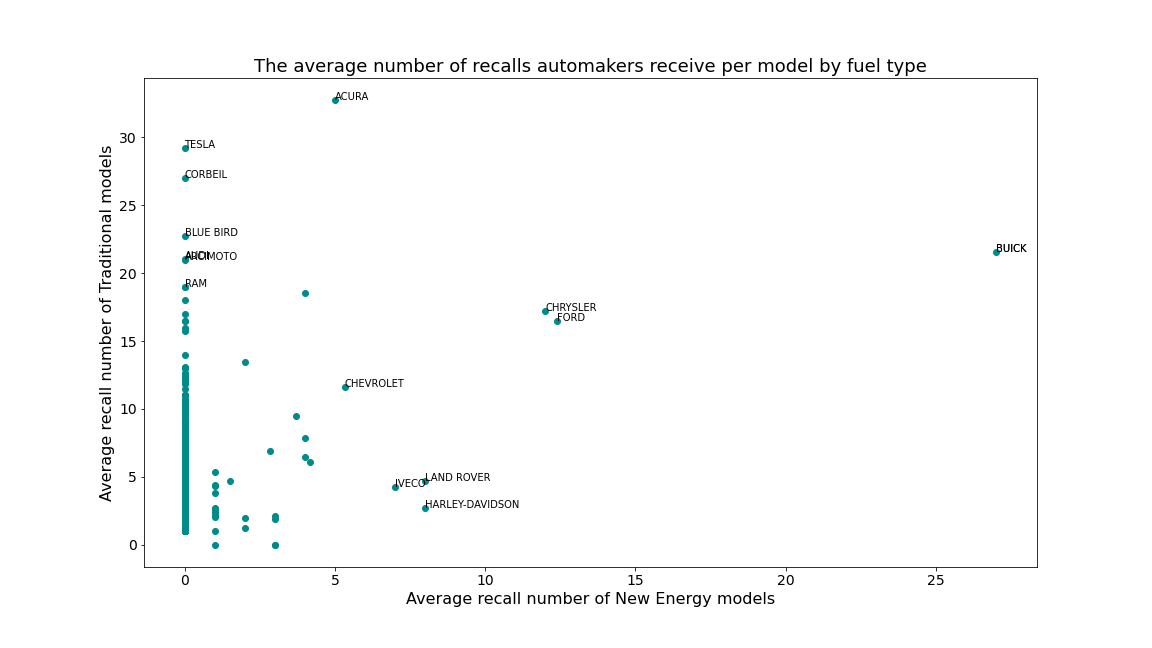 The average number of recalls automakers receive per model by fuel type
Average recall number of Traditional models
30
25
20
15
10
5
0
ACURA
TESLA
CORBEIL
BLUE BIRD
BUICK
ARCIMOTO
RAM
CHRYSLER
FORD
CHEVROLET
LAND ROVER
IVECO
HARLEY-DAVIDSON
0
5
10
15
20
25
Average recall number of New Energy models